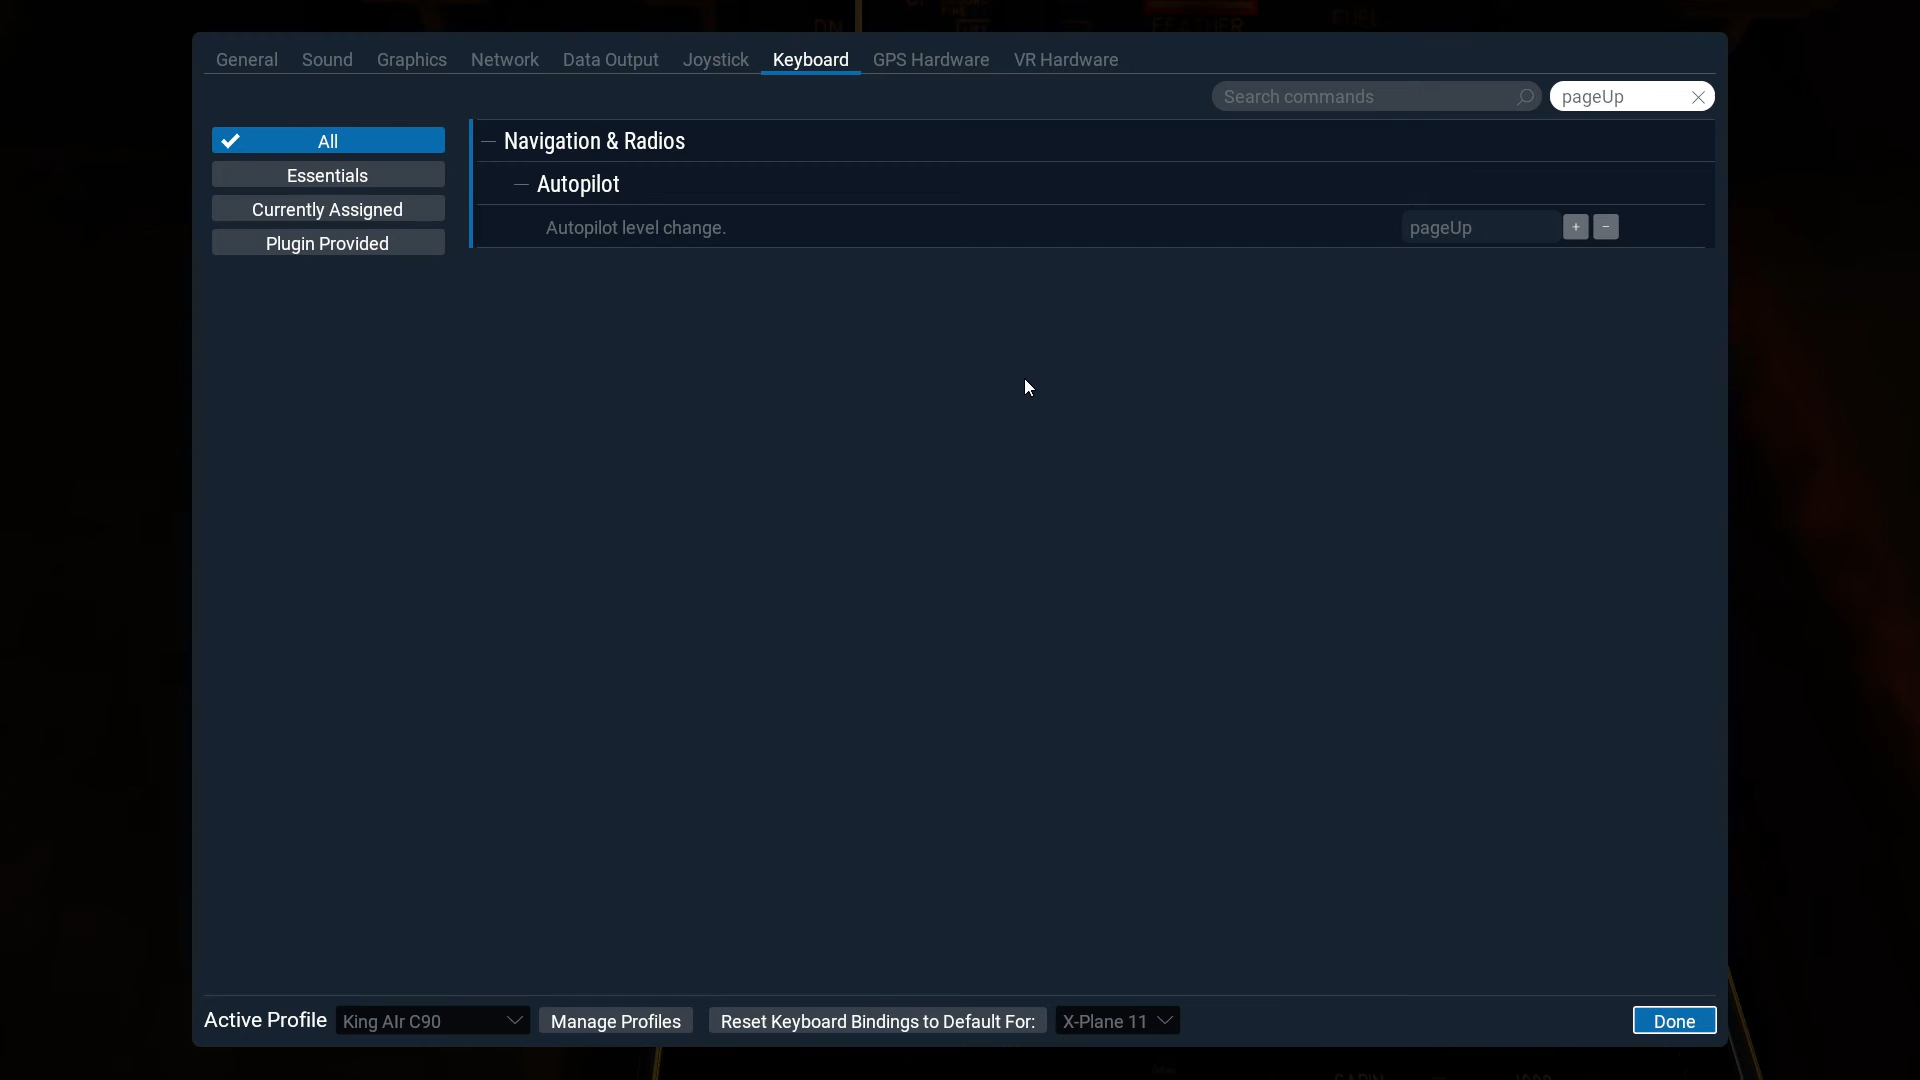 General Sound Graphics Network Data Output Joystick Keyboard GPS Hardware VR Hardware
Search commands pageUp
All
Essentials
Currently Assigned
Plugin Provided
Navigation & Radios
Autopilot
Autopilot level change. pageUp + -
Active Profile King AIr C90 Manage Profiles Reset Keyboard Bindings to Default For: X-Plane 11 Done